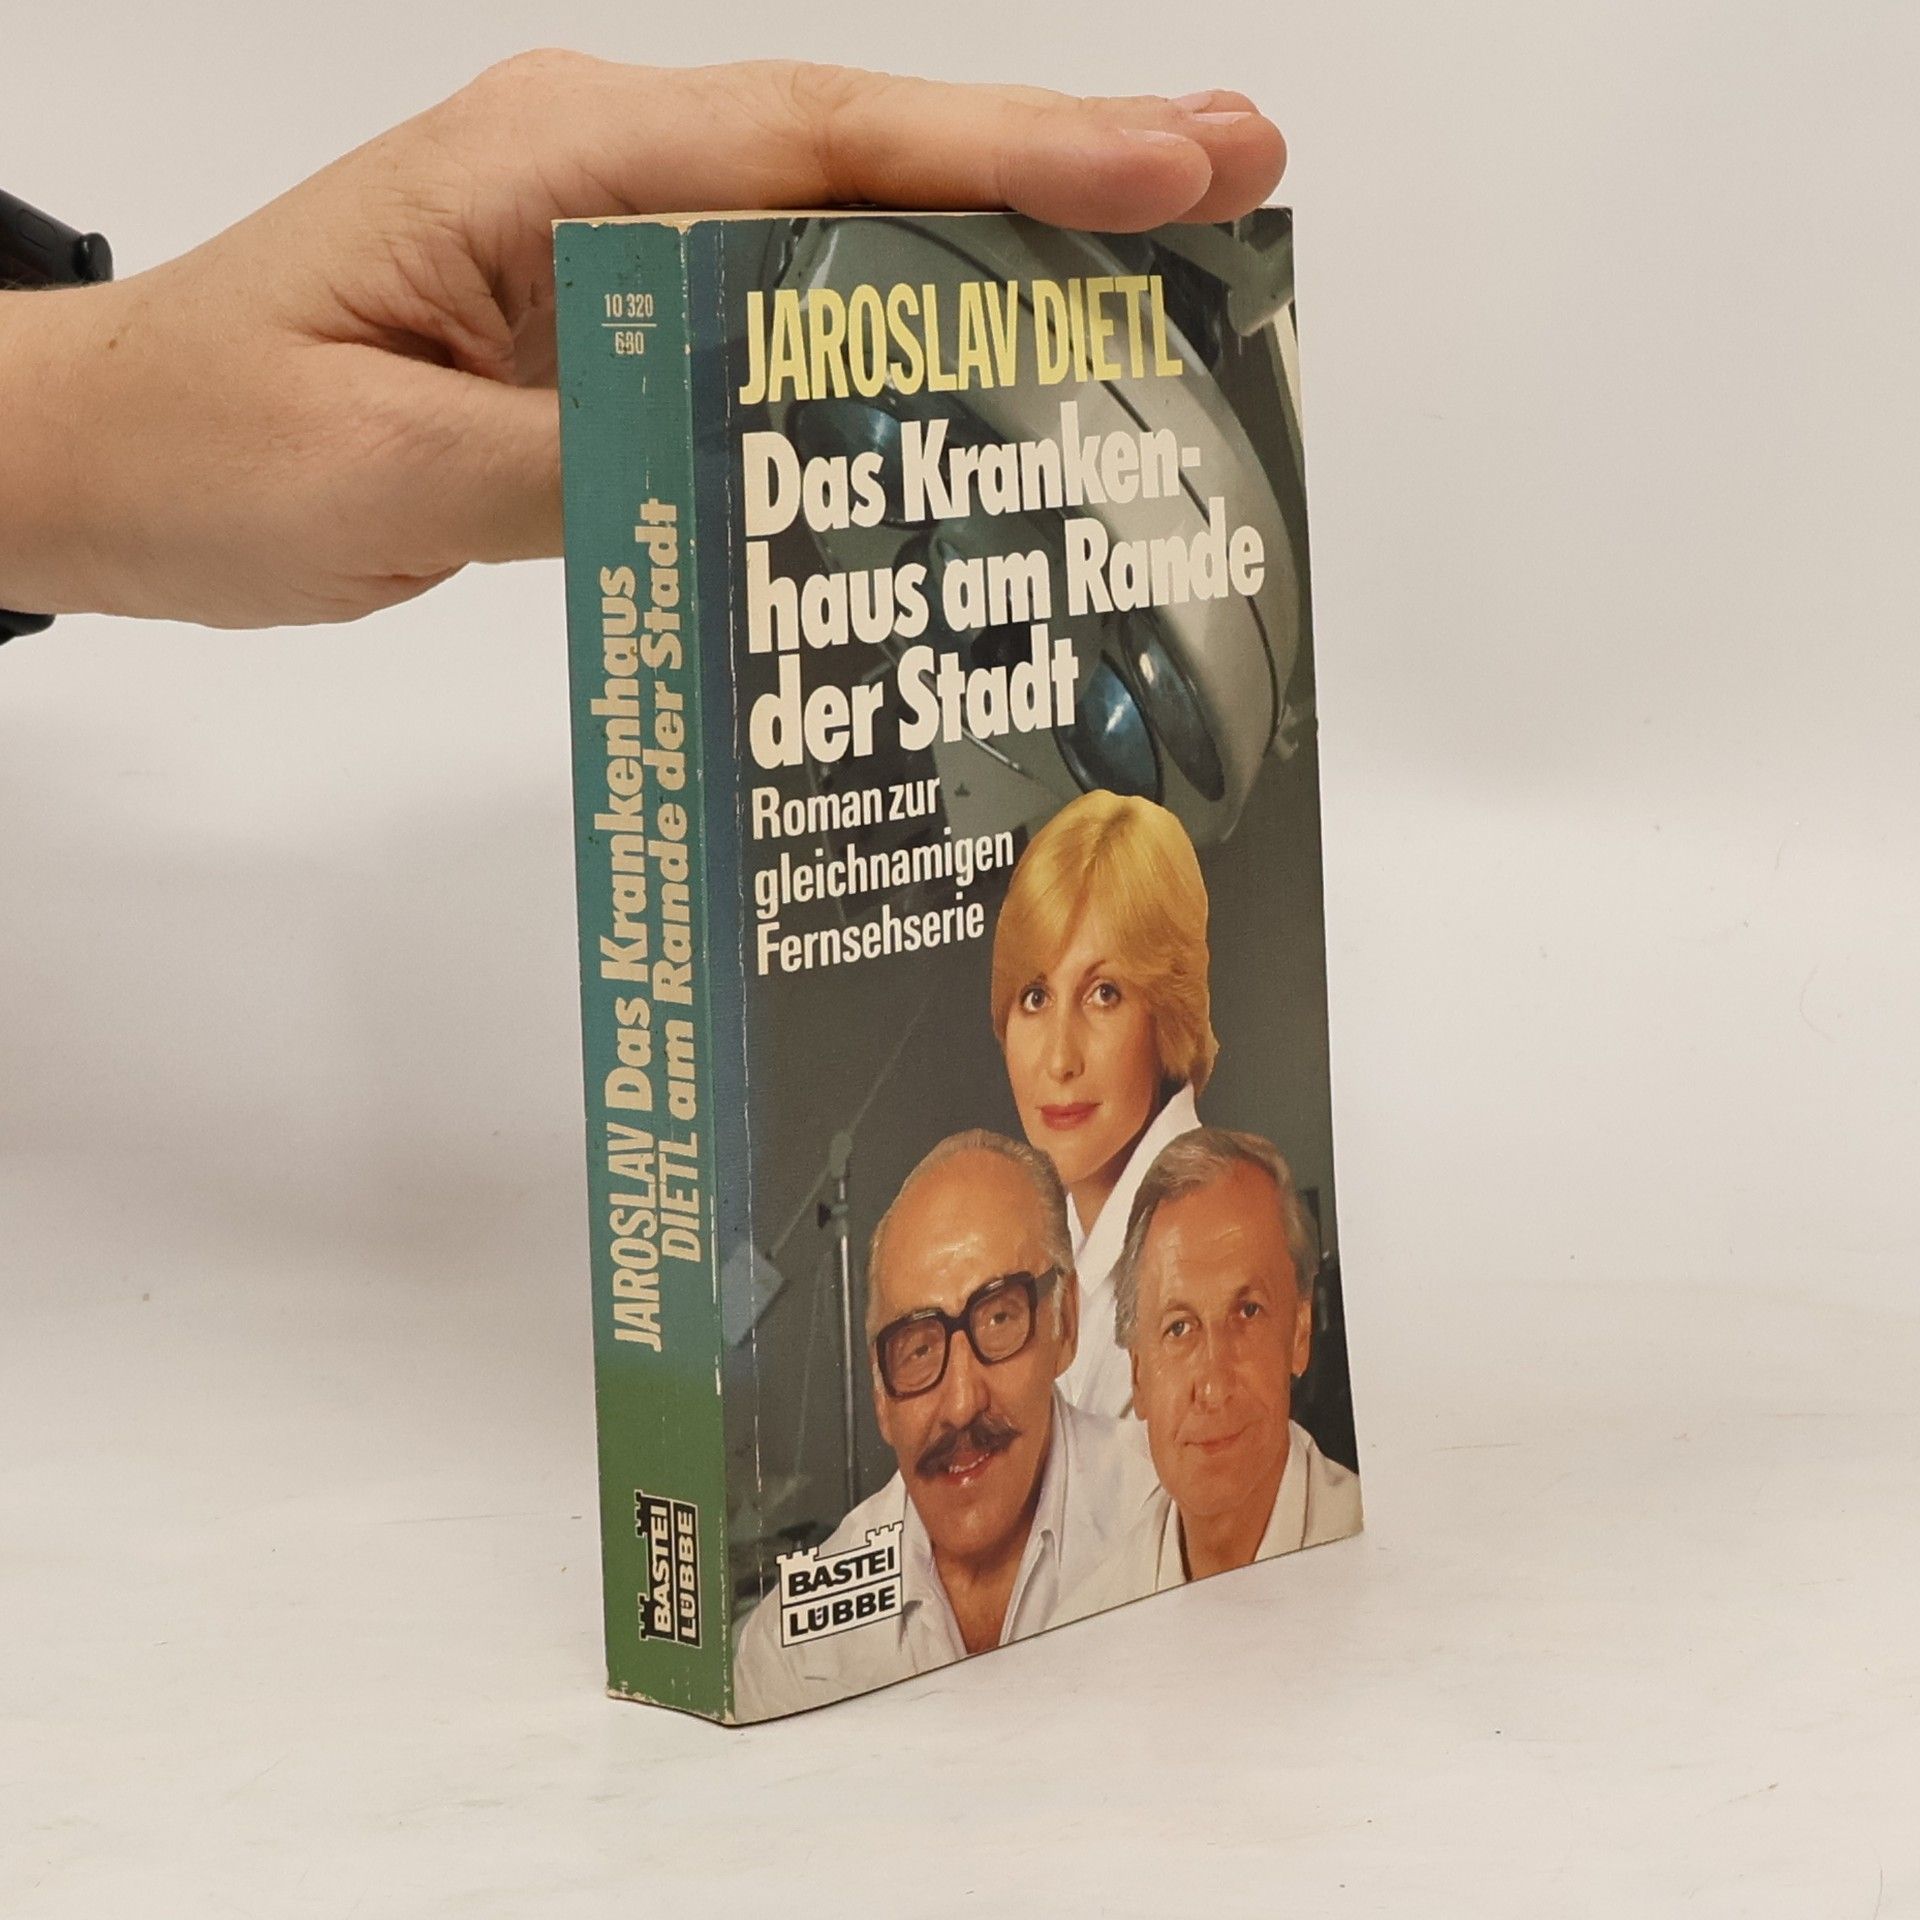 10 320
680
JAROSLAV Das Krankenhaus
DIETL am Rande der Stadt
BASTEI
LÜBBE
JAROSLAV DIETL
Das Kranken-
haus am Rande
der Stadt
Roman zur
gleichnamigen
Fernsehserie
BASTEI
LÜBBE